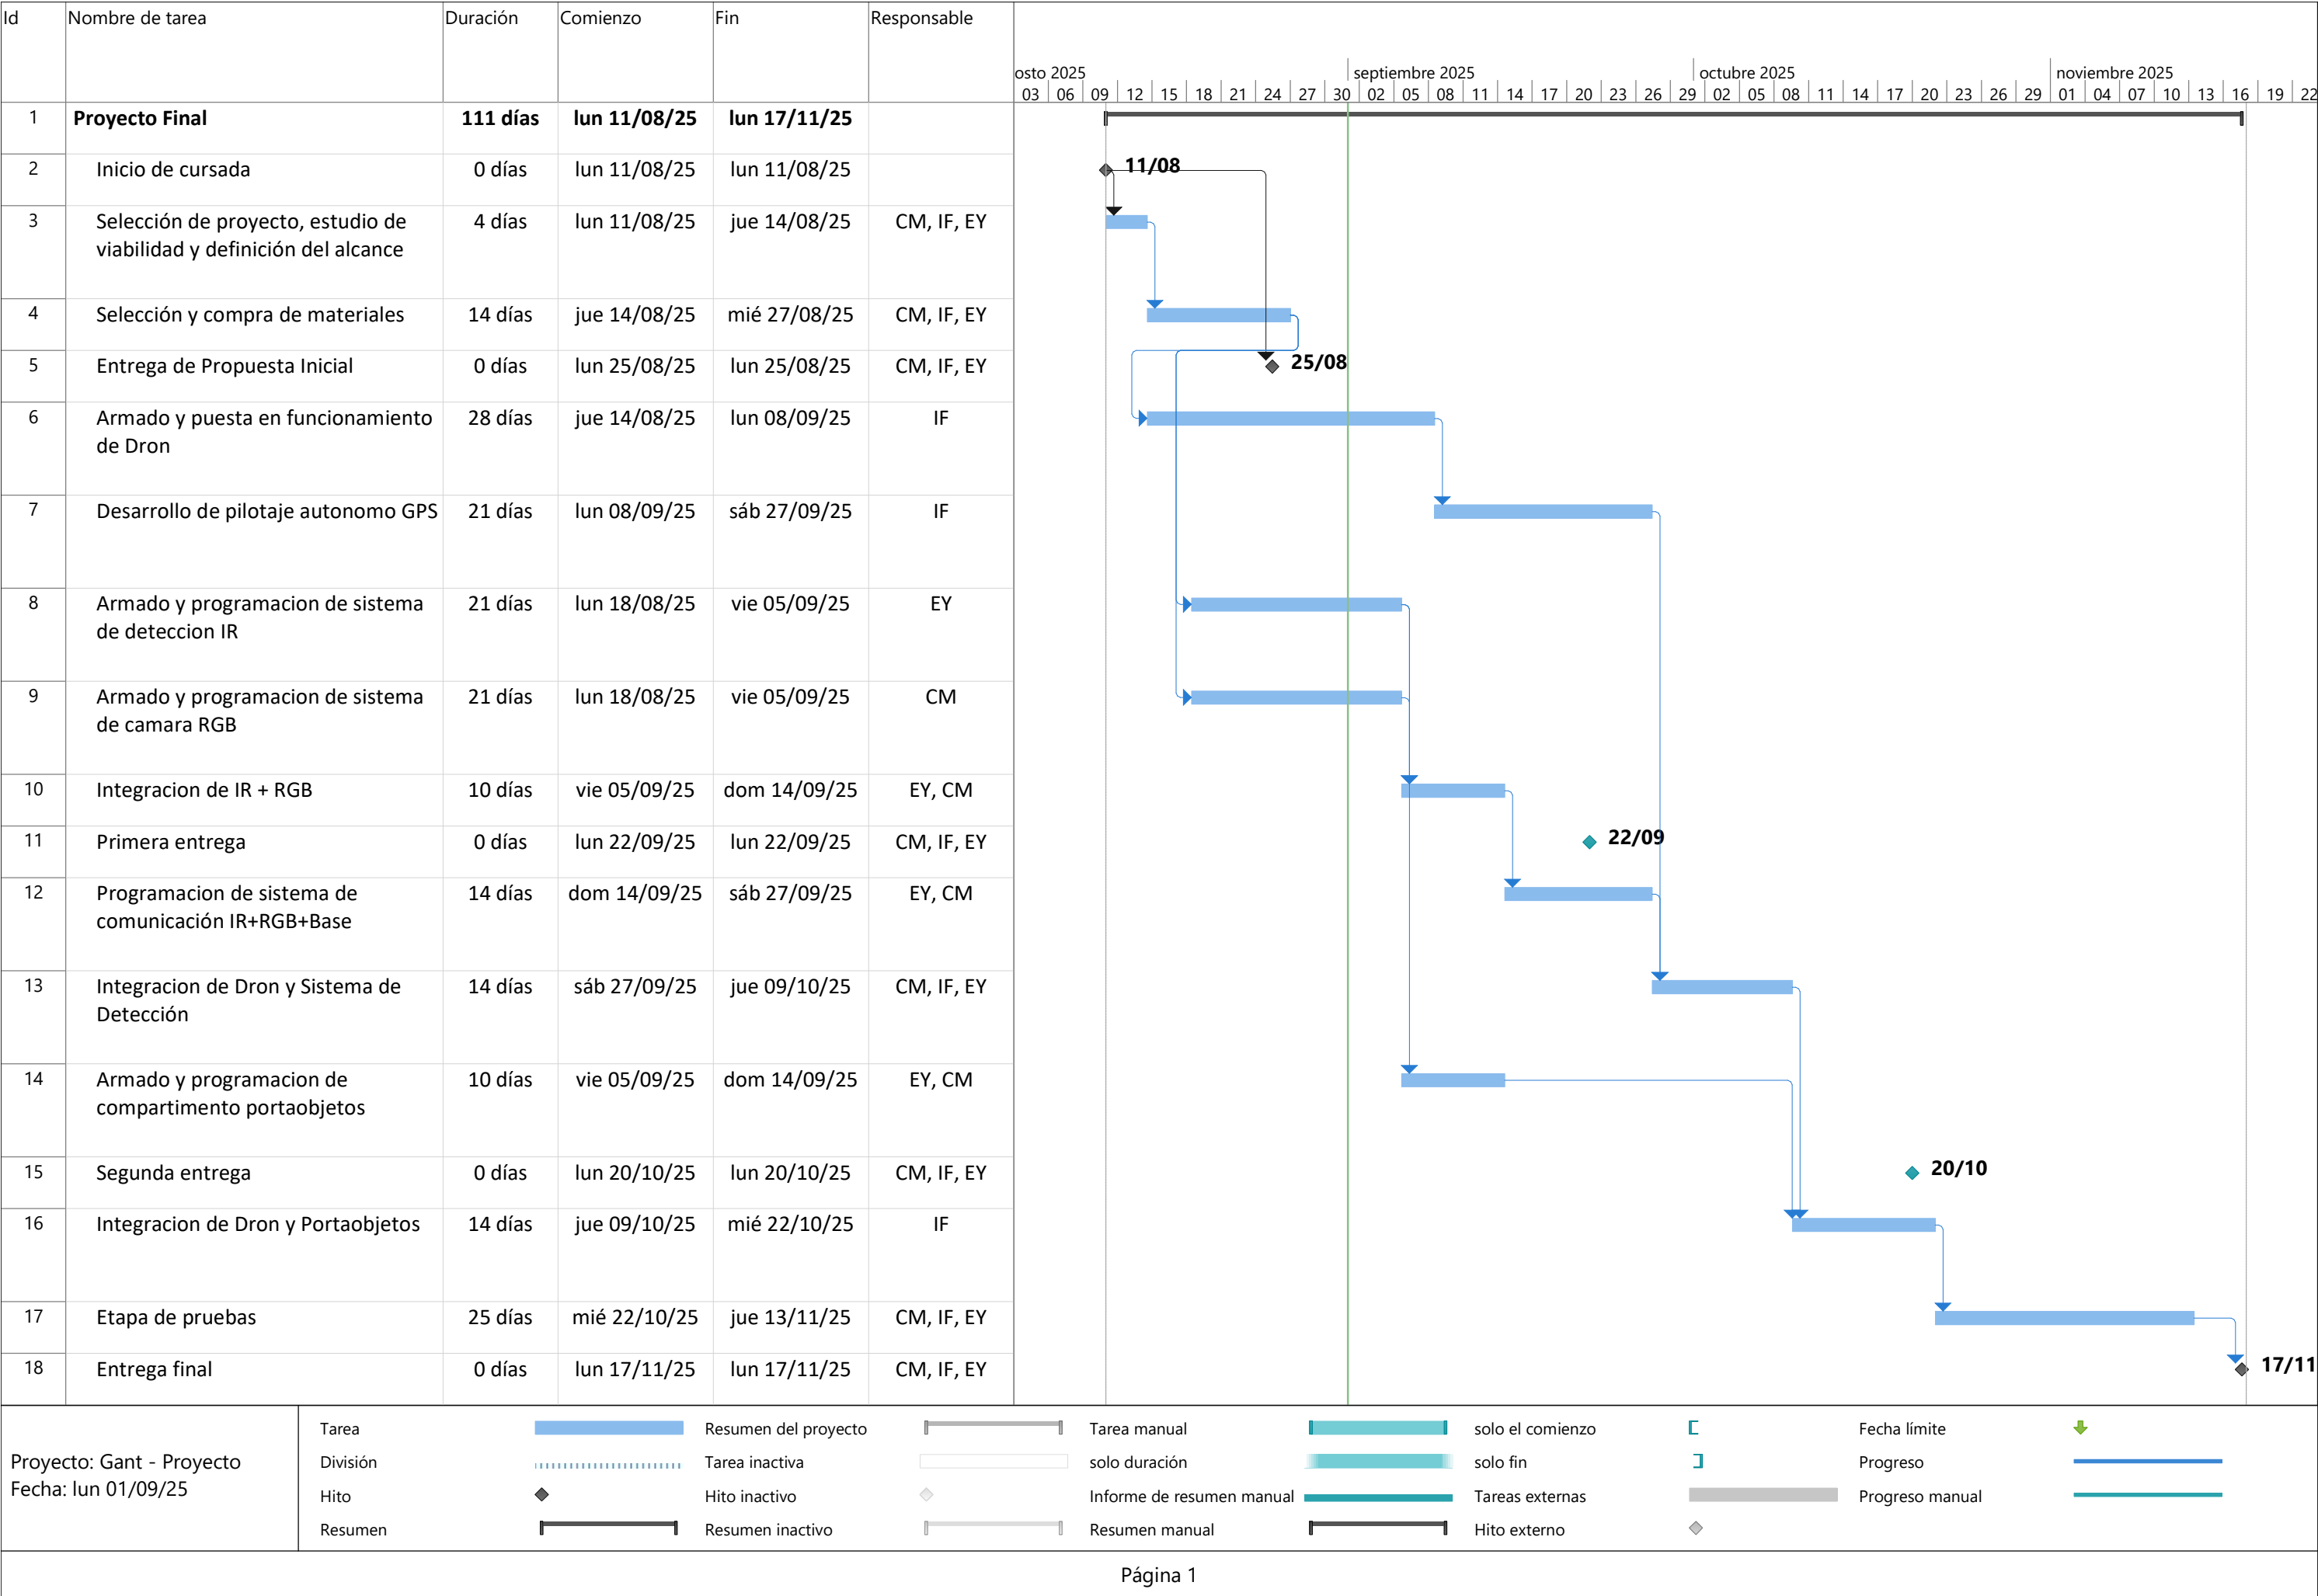 Id Nombre de tarea Duración Comienzo Fin Responsable
osto 2025 septiembre 2025 octubre 2025 noviembre 2025
03 06 09 12 15 18 21 24 27 30 02 05 08 11 14 17 20 23 26 29 02 05 08 11 14 17 20 23 26 29 01 04 07 10 13 16 19 22
1 Proyecto Final 111 días lun 11/08/25 lun 17/11/25
2 Inicio de cursada 0 días lun 11/08/25 lun 11/08/25 11/08
3 Selección de proyecto, estudio de 4 días lun 11/08/25 jue 14/08/25 CM, IF, EY
viabilidad y definición del alcance
4 Selección y compra de materiales 14 días jue 14/08/25 mié 27/08/25 CM, IF, EY
5 Entrega de Propuesta Inicial 0 días lun 25/08/25 lun 25/08/25 CM, IF, EY 25/08
6 Armado y puesta en funcionamiento 28 días jue 14/08/25 lun 08/09/25 IF
de Dron
7 Desarrollo de pilotaje autonomo GPS 21 días lun 08/09/25 sáb 27/09/25 IF
8 Armado y programacion de sistema 21 días lun 18/08/25 vie 05/09/25 EY
de deteccion IR
9 Armado y programacion de sistema 21 días lun 18/08/25 vie 05/09/25 CM
de camara RGB
10 Integracion de IR + RGB 10 días vie 05/09/25 dom 14/09/25 EY, CM
11 Primera entrega 0 días lun 22/09/25 lun 22/09/25 CM, IF, EY 22/09
12 Programacion de sistema de 14 días dom 14/09/25 sáb 27/09/25 EY, CM
comunicación IR+RGB+Base
13 Integracion de Dron y Sistema de 14 días sáb 27/09/25 jue 09/10/25 CM, IF, EY
Detección
14 Armado y programacion de 10 días vie 05/09/25 dom 14/09/25 EY, CM
compartimento portaobjetos
15 Segunda entrega 0 días lun 20/10/25 lun 20/10/25 CM, IF, EY 20/10
16 Integracion de Dron y Portaobjetos 14 días jue 09/10/25 mié 22/10/25 IF
17 Etapa de pruebas 25 días mié 22/10/25 jue 13/11/25 CM, IF, EY
18 Entrega final 0 días lun 17/11/25 lun 17/11/25 CM, IF, EY 17/11
Proyecto: Gant - Proyecto
Fecha: lun 01/09/25
Tarea Resumen del proyecto Tarea manual solo el comienzo Fecha límite
División Tarea inactiva solo duración solo fin Progreso
Hito Hito inactivo Informe de resumen manual Tareas externas Progreso manual
Resumen Resumen inactivo Resumen manual Hito externo
Página 1